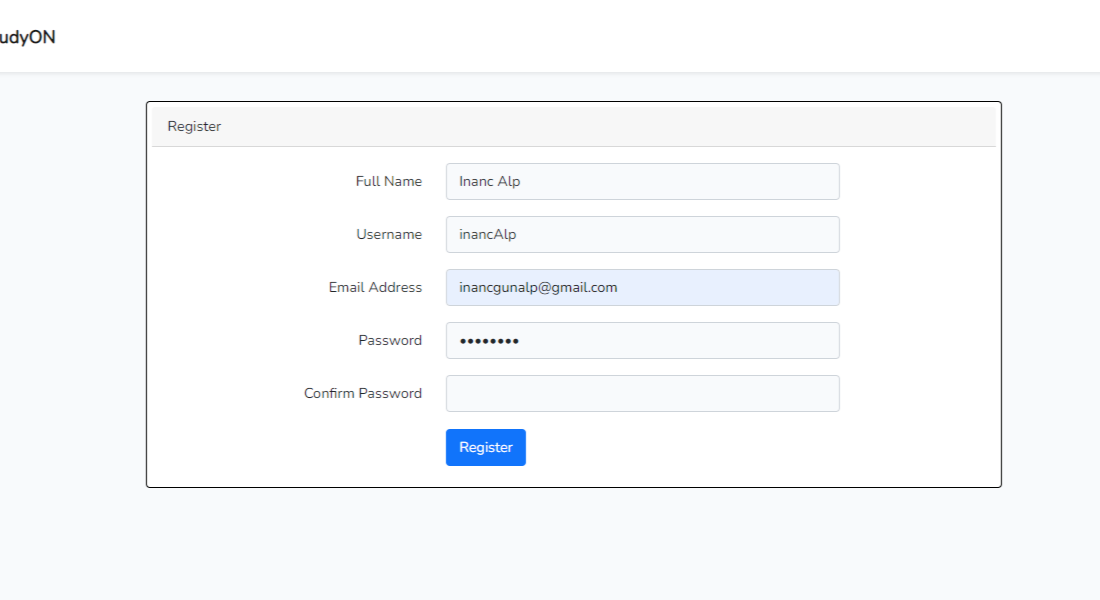 udyON
Register
Full Name Inanc Alp
Username inancAlp
Email Address inancgunalp@gmail.com
Password ••••••••
Confirm Password
Register